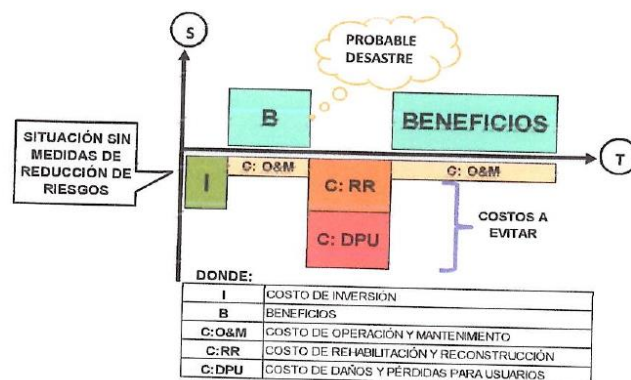 S
PROBABLE
DESASTRE
B
BENEFICIOS
T
SITUACIÓN SIN
MEDIDAS DE
REDUCCIÓN DE
RIESGOS
I
C: O&M
C: RR
C: O&M
C: DPU
COSTOS A
EVITAR
DONDE:
I COSTO DE INVERSIÓN
B BENEFICIOS
C:O&M COSTO DE OPERACIÓN Y MANTENIMIENTO
C:RR COSTO DE REHABILITACIÓN Y RECONSTRUCCIÓN
C:DPU COSTO DE DAÑOS Y PÉRDIDAS PARA USUARIOS